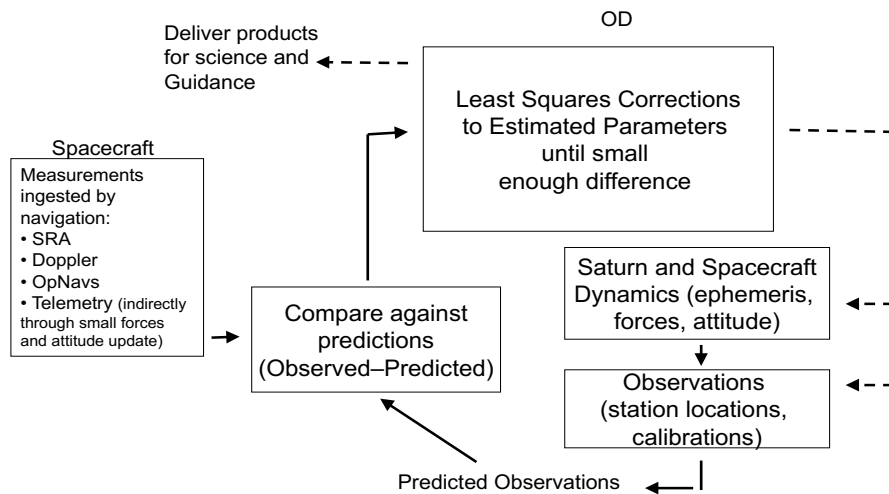 OD
Deliver products
for science and
Guidance
Least Squares Corrections
to Estimated Parameters
until small
enough difference
Spacecraft
Measurements
ingested by
navigation:
• SRA
• Doppler
• OpNavs
• Telemetry (indirectly
through small forces
and attitude update)
Compare against
predictions
(Observed–Predicted)
Saturn and Spacecraft
Dynamics (ephemeris,
forces, attitude)
Observations
(station locations,
calibrations)
Predicted Observations